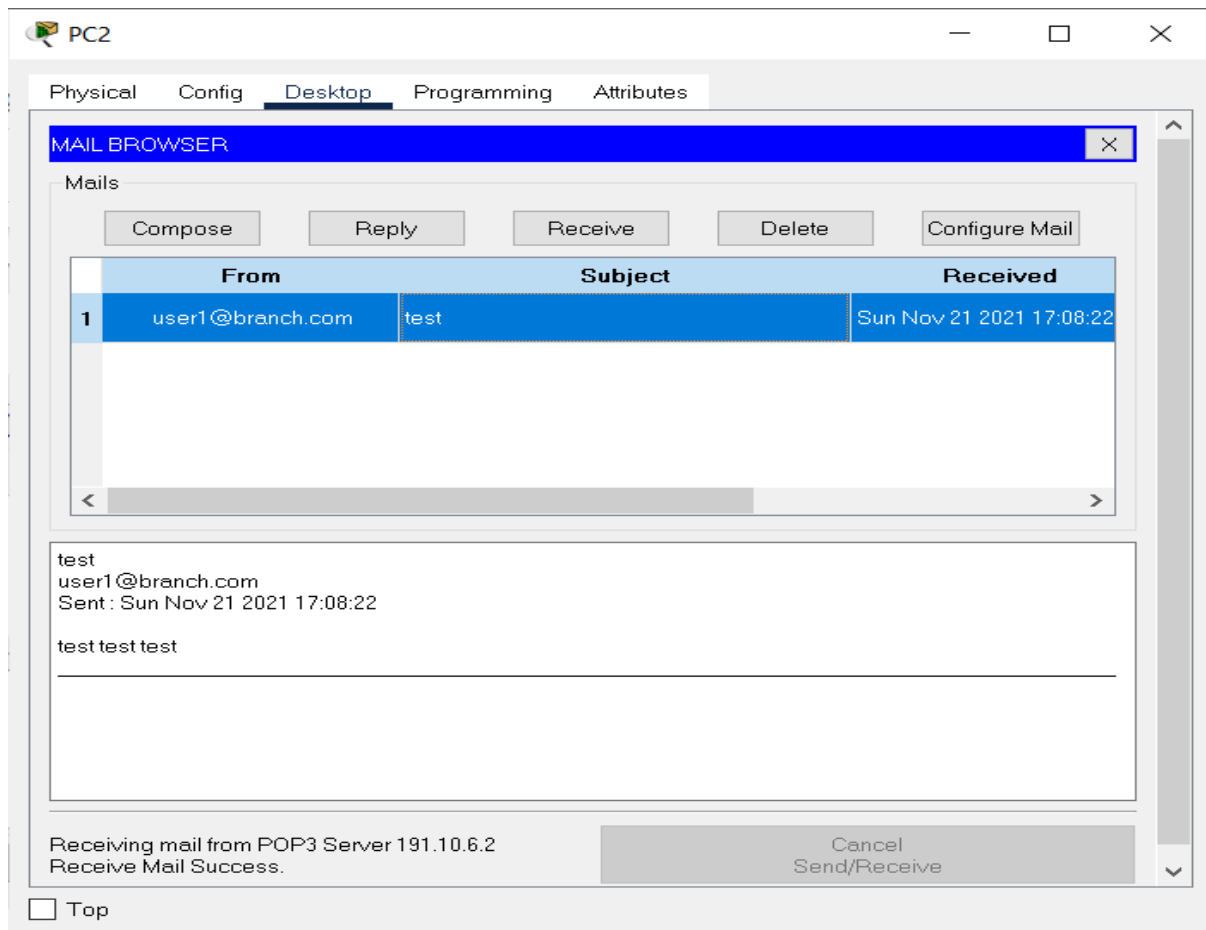 PC2
Physical Config Desktop Programming Attributes
MAIL BROWSER
X
Mails
Compose Reply Receive Delete Configure Mail
From Subject Received
1 user1@branch.com test Sun Nov 21 2021 17:08:22
test
user1@branch.com
Sent : Sun Nov 21 2021 17:08:22
test test test
Receiving mail from POP3 Server 191.10.6.2
Receive Mail Success.
Cancel
Send/Receive
Top